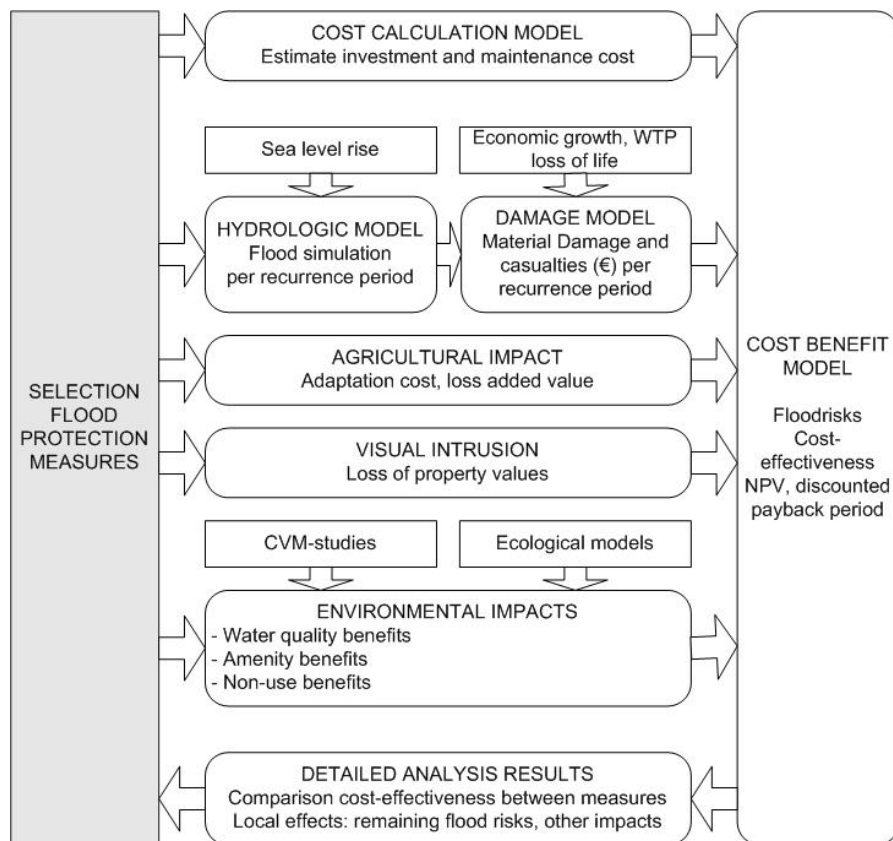 COST CALCULATION MODEL
Estimate investment and maintenance cost
Sea level rise
Economic growth, WTP
loss of life
HYDROLOGIC MODEL
Flood simulation
per recurrence period
DAMAGE MODEL
Material Damage and
casualties (€) per
recurrence period
AGRICULTURAL IMPACT
Adaptation cost, loss added value
SELECTION
FLOOD
PROTECTION
MEASURES
COST BENEFIT
MODEL
Floodrisks
Cost-
effectiveness
NPV, discounted
payback period
VISUAL INTRUSION
Loss of property values
CVM-studies
Ecological models
ENVIRONMENTAL IMPACTS
- Water quality benefits
- Amenity benefits
- Non-use benefits
DETAILED ANALYSIS RESULTS
Comparison cost-effectiveness between measures
Local effects: remaining flood risks, other impacts